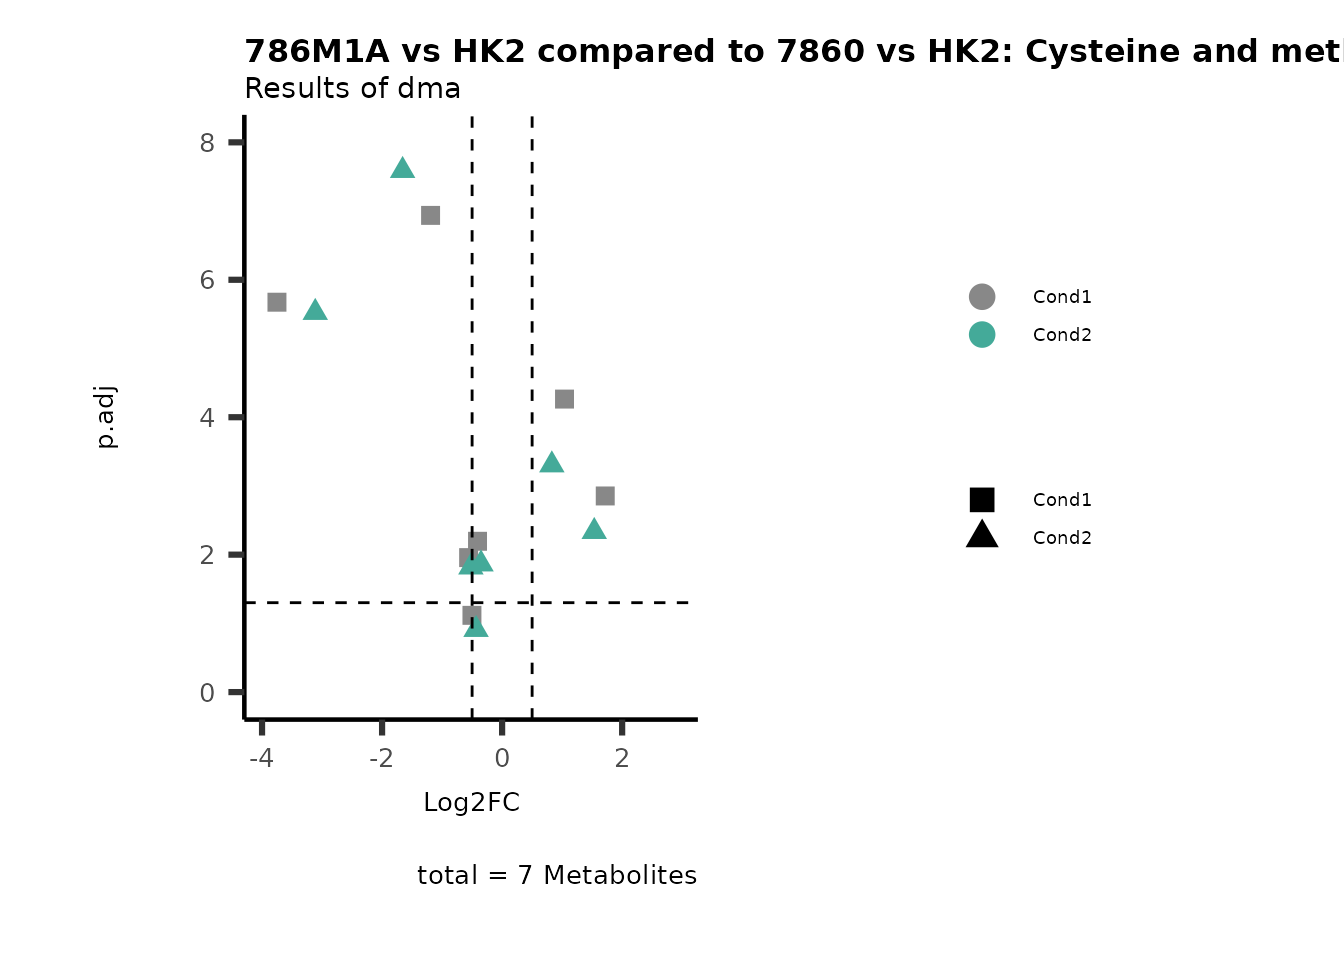 786M1A vs HK2 compared to 7860 vs HK2: Cysteine and
Results of dma
8
6
4
2
0
p.adj
-4 -2 0 2
Log2FC
total = 7 Metabolites
Cond1
Cond2
Cond1
Cond2